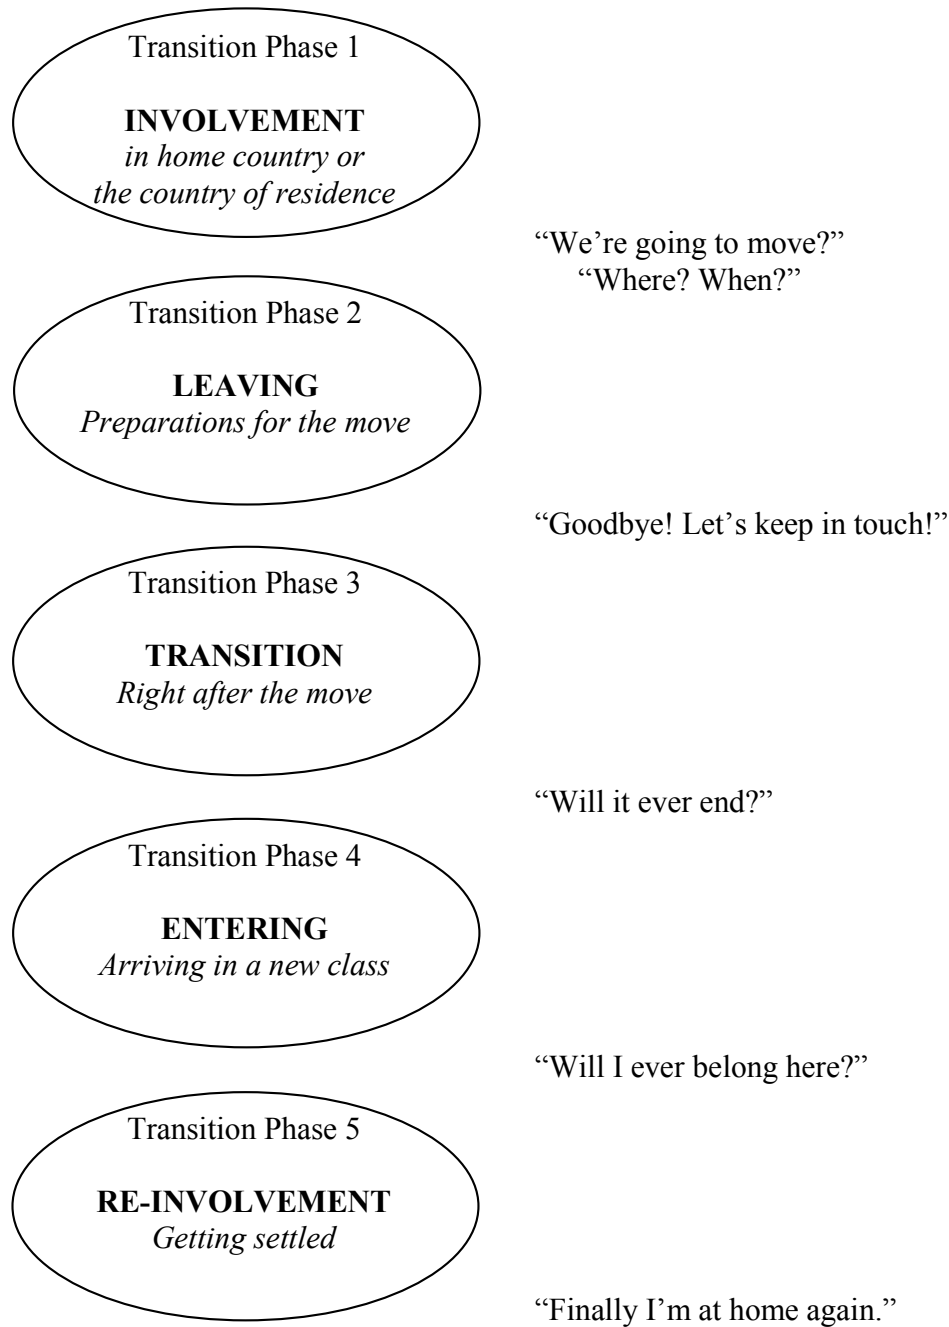 Transition Phase 1
INVOLVEMENT
in home country or
the country of residence
“We’re going to move?”
“Where? When?”
Transition Phase 2
LEAVING
Preparations for the move
“Goodbye! Let’s keep in touch!”
Transition Phase 3
TRANSITION
Right after the move
“Will it ever end?”
Transition Phase 4
ENTERING
Arriving in a new class
“Will I ever belong here?”
Transition Phase 5
RE-INVOLVEMENT
Getting settled
“Finally I’m at home again.”